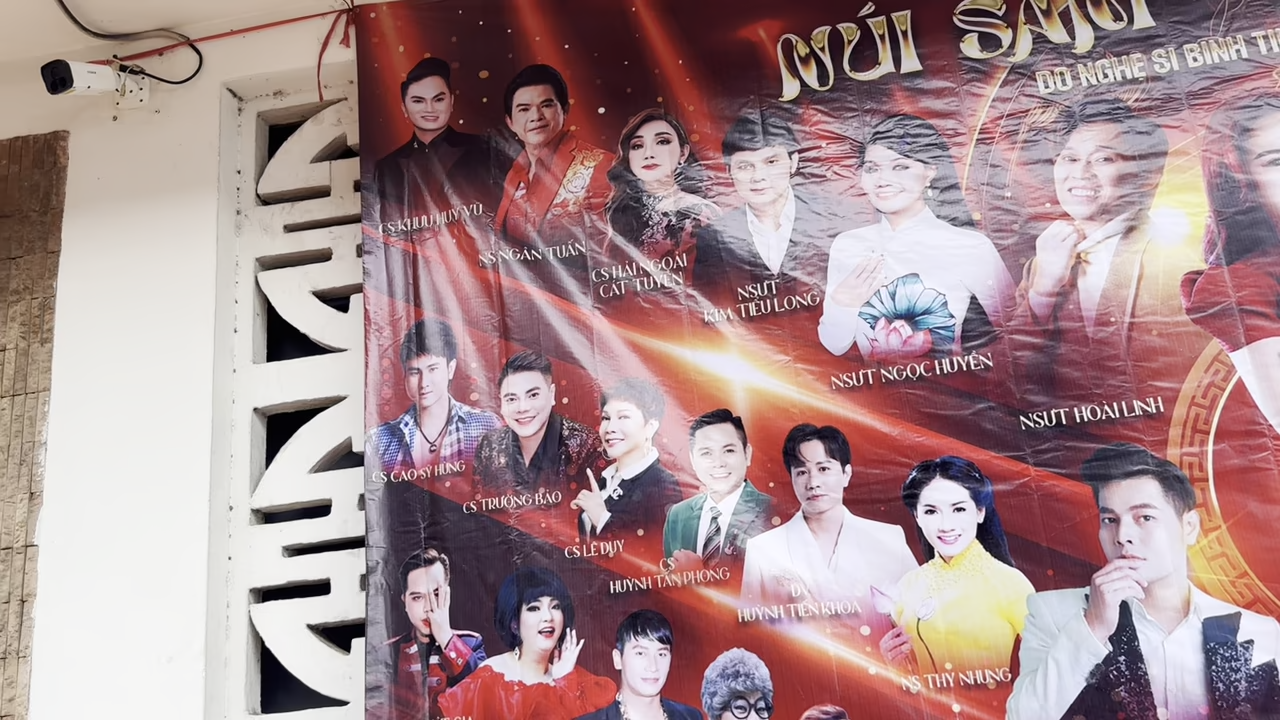 NÚI SAM
DO NGHỆ SĨ BÌNH TI
CS KHƯU HUY VŨ
NS NGÂN TUẤN
CS HẢI NGOẠI
CÁT TUYỀN
NSƯT
KIM TIỂU LONG
NSƯT NGỌC HUYỀN
NSƯT HOÀI LINH
CS CAO SỸ HÙNG
CS TRƯƠNG BẢO
CS LÊ DUY
CS
HUỲNH TẤN PHONG
DV
HUỲNH TIẾN KHOA
NS THY NHUNG